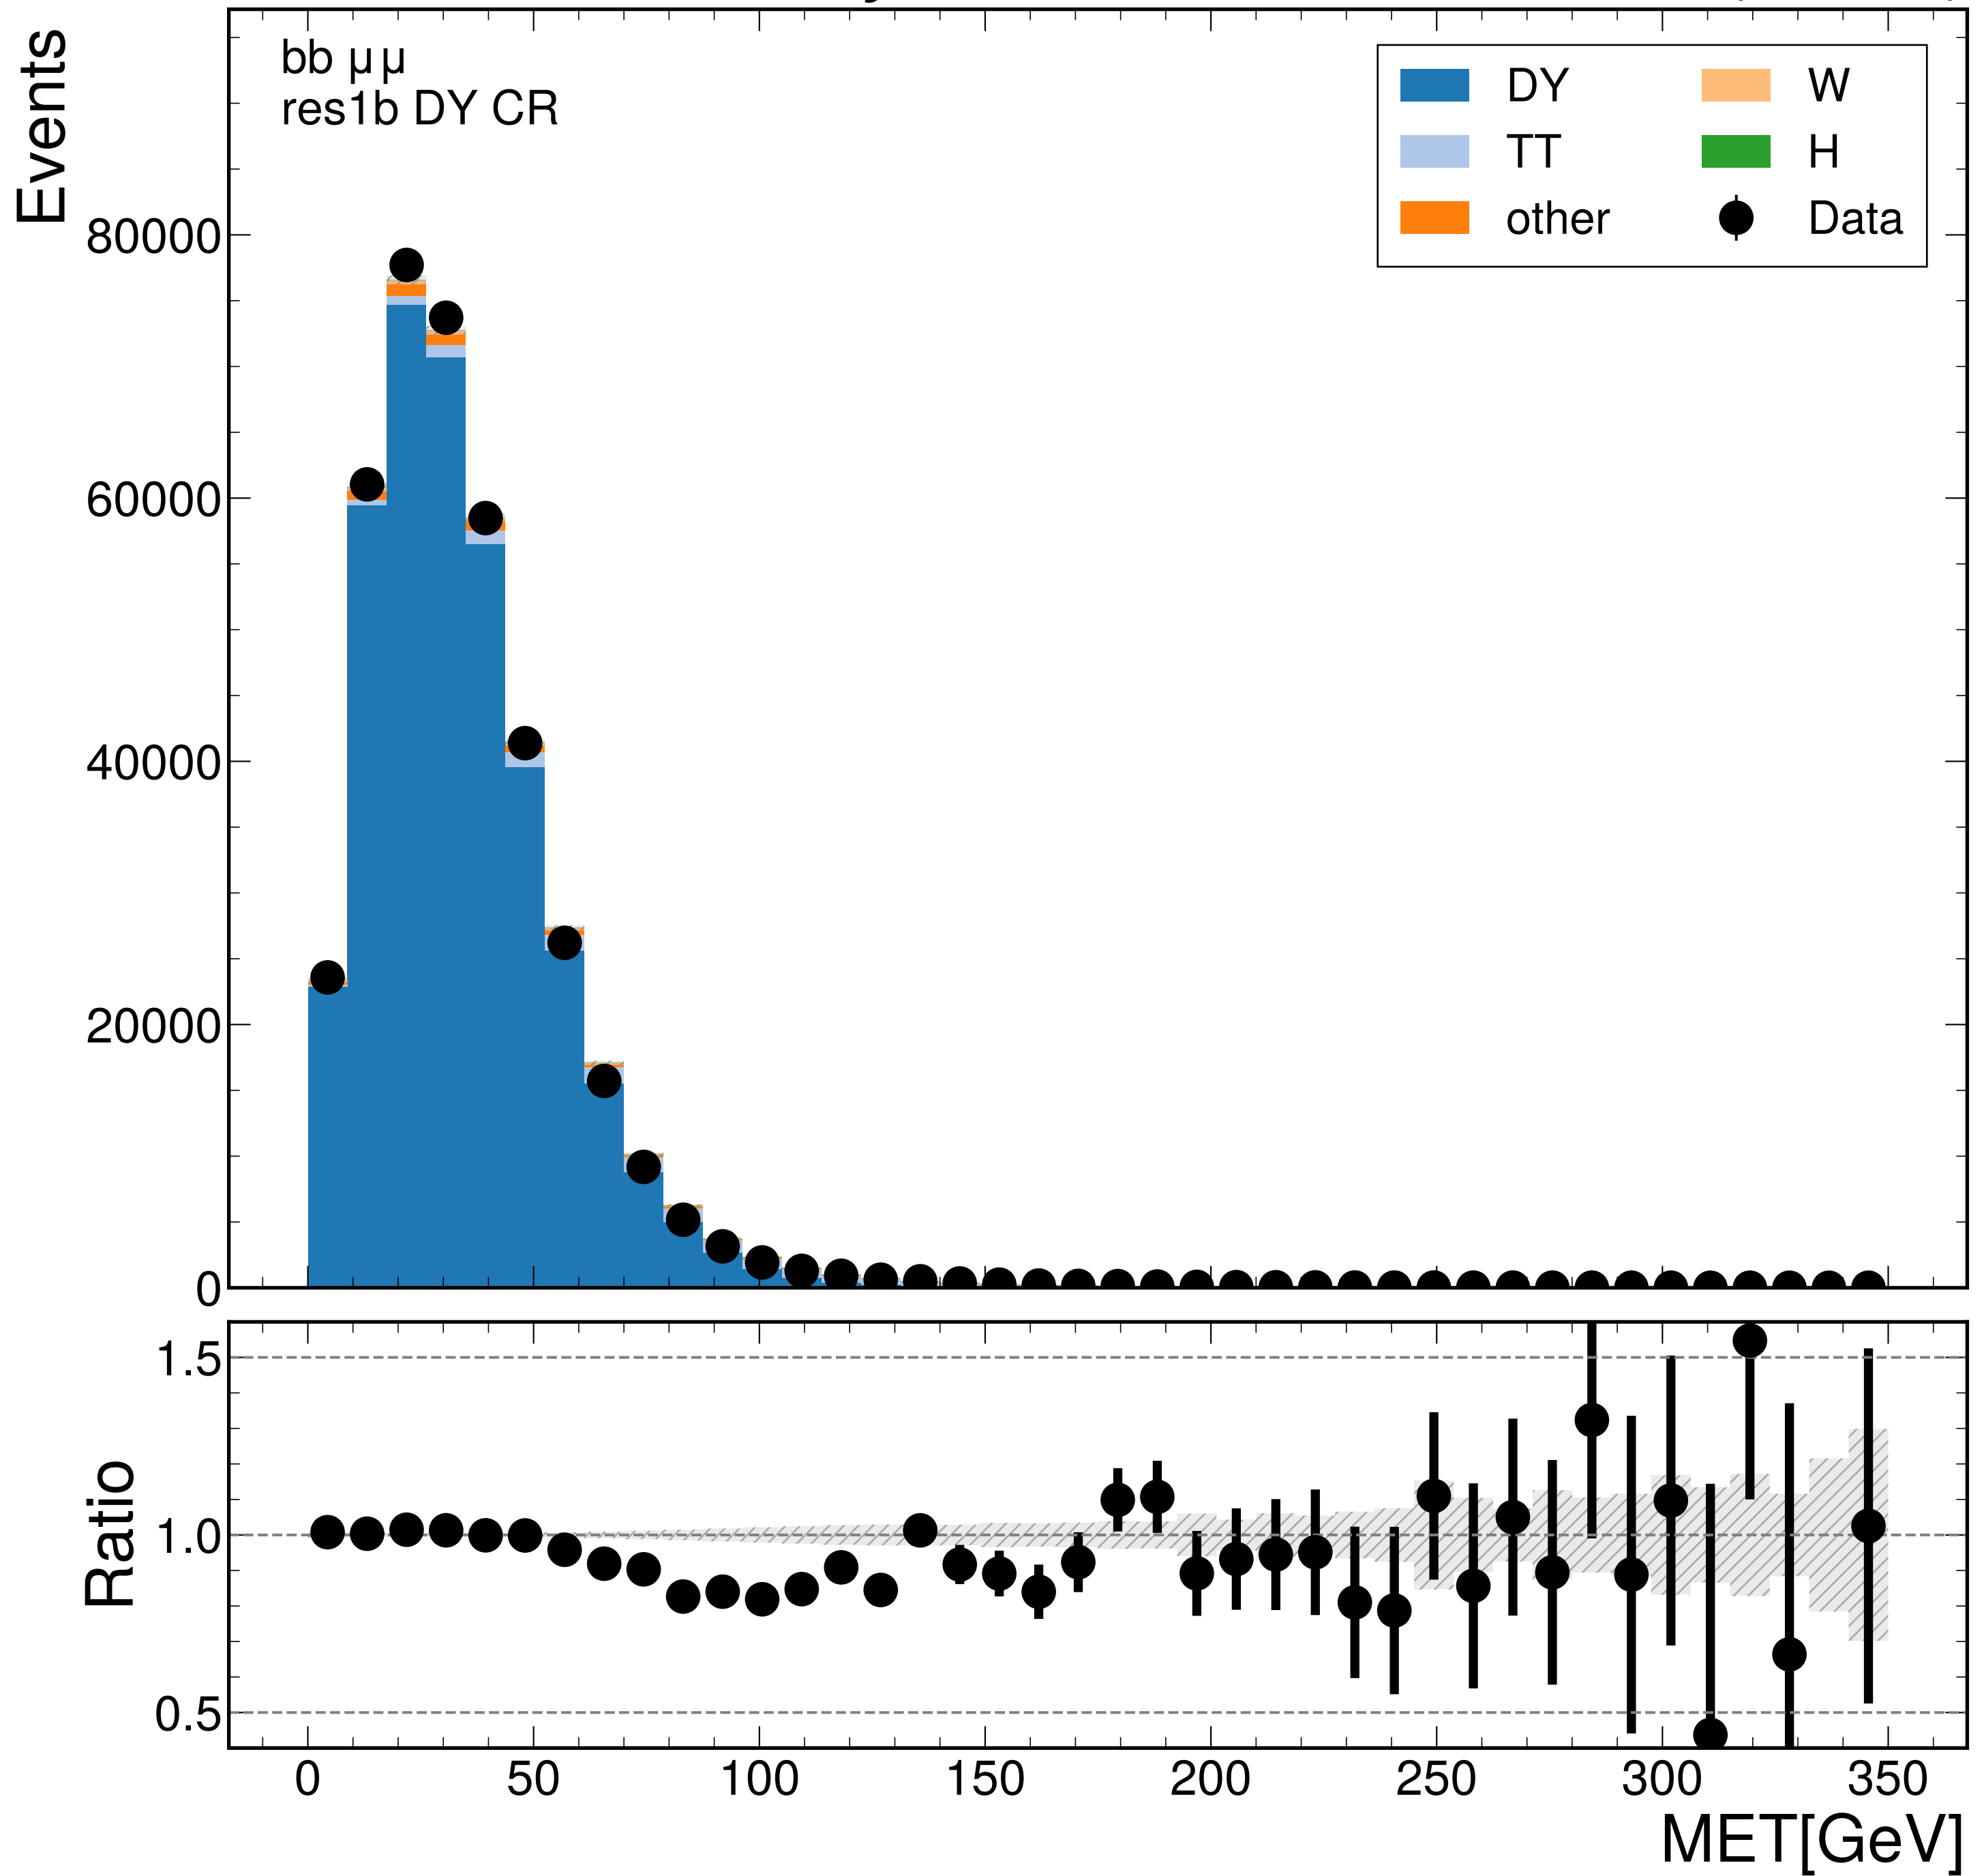 Events
bb μμ
res1b DY CR
DY
TT
other
W
H
Data
80000
60000
40000
20000
0
Ratio
1.5
1.0
0.5
0 50 100 150 200 250 300 350
MET[GeV]